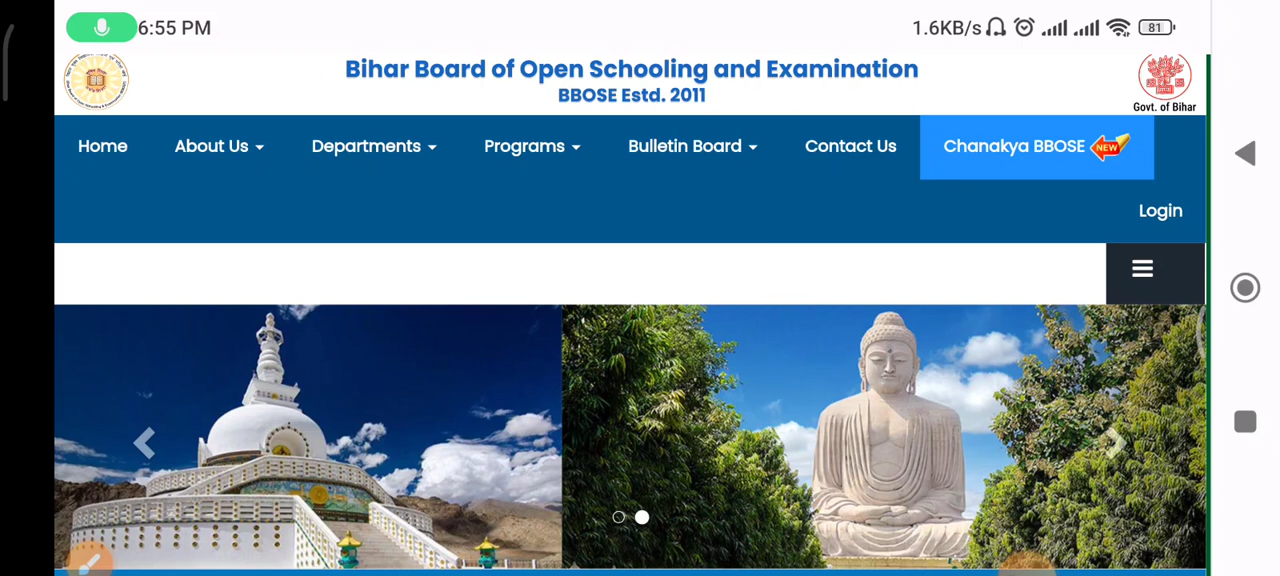 6:55 PM
1.6KB/s
81
Bihar Board of Open Schooling and Examination
BBOSE Estd. 2011
Govt. of Bihar
Home
About Us
Departments
Programs
Bulletin Board
Contact Us
Chanakya BBOSE
NEW
Login